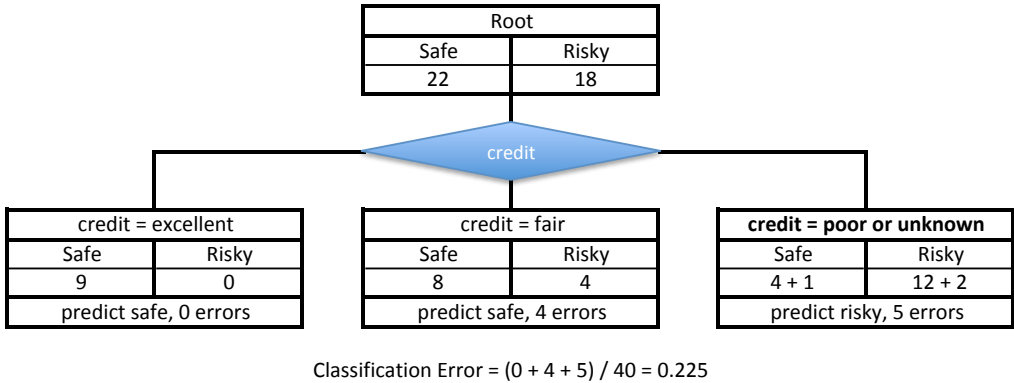 Root
Safe Risky
22 18
credit
credit = excellent credit = fair credit = poor or unknown
Safe Risky Safe Risky Safe Risky
9 0 8 4 4 + 1 12 + 2
predict safe, 0 errors predict safe, 4 errors predict risky, 5 errors
Classification Error = (0 + 4 + 5) / 40 = 0.225